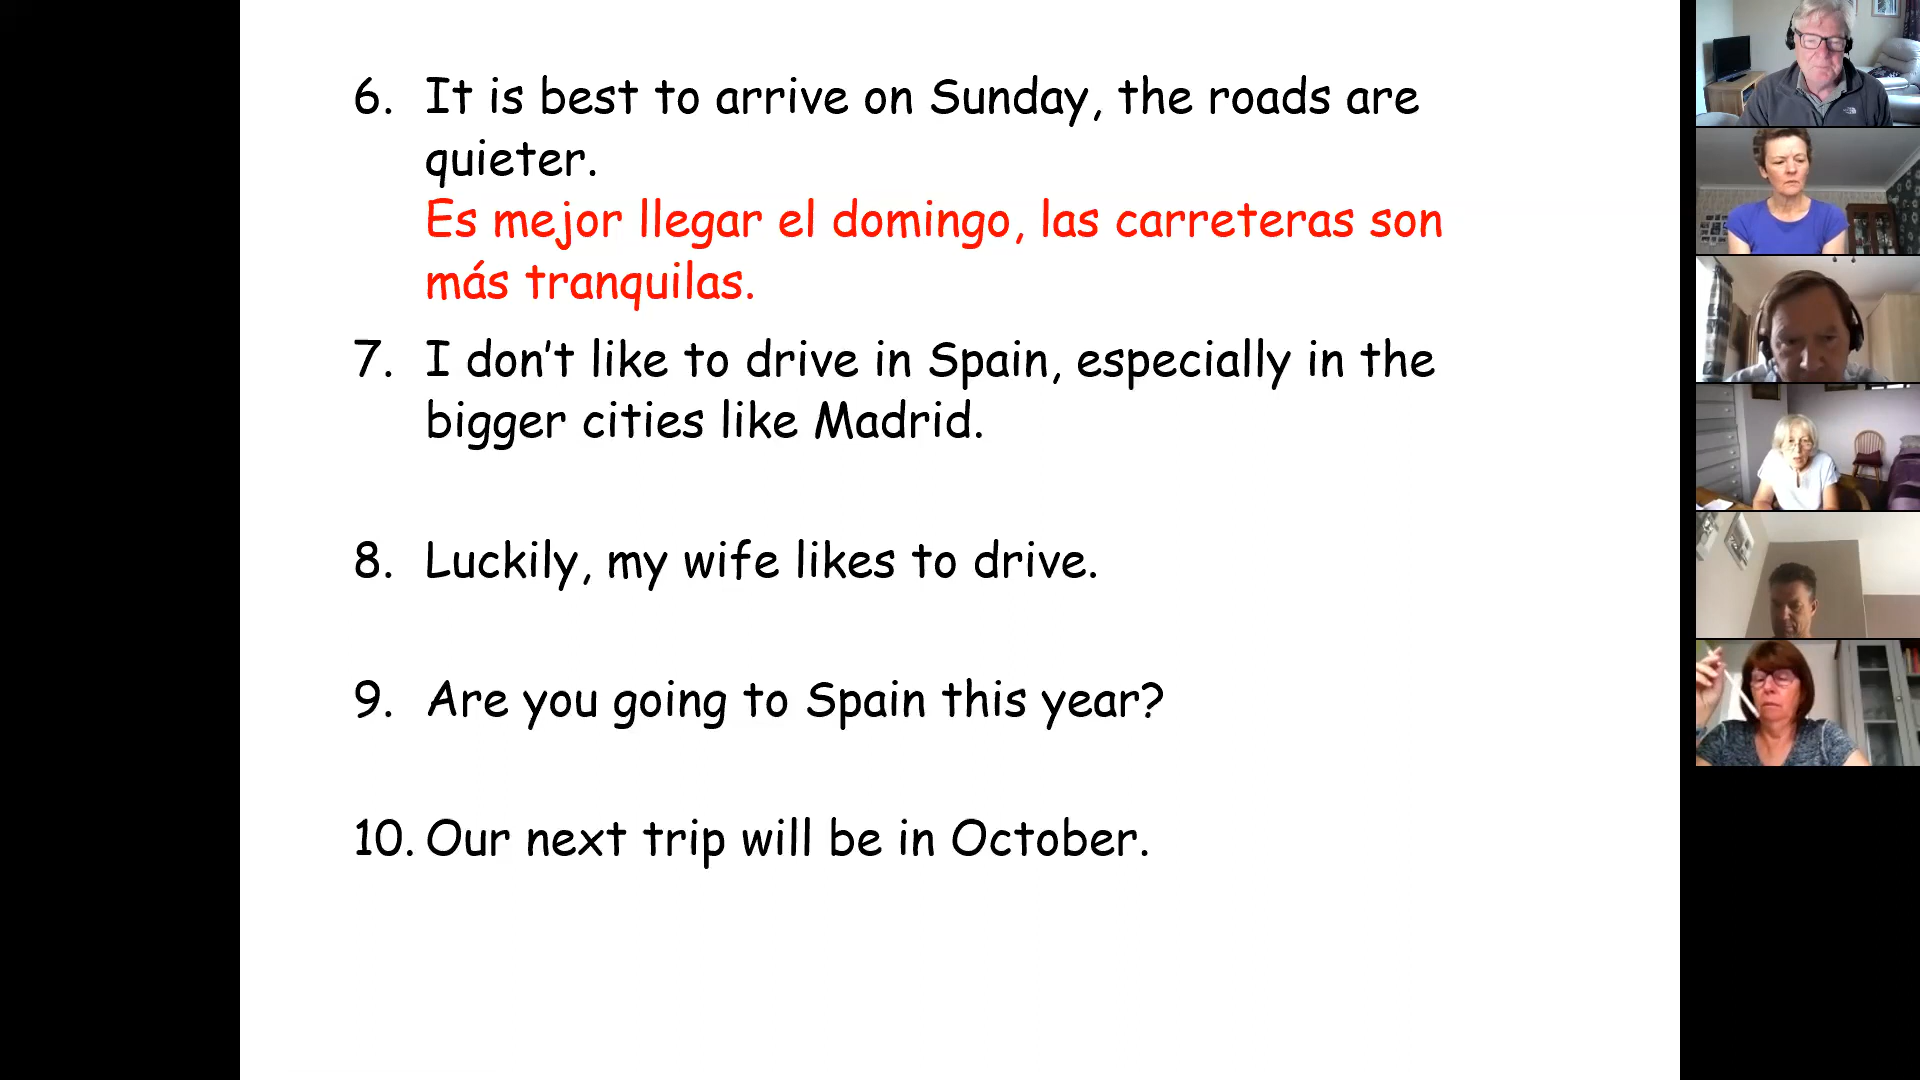 6. It is best to arrive on Sunday, the roads are
quieter.
Es mejor llegar el domingo, las carreteras son
más tranquilas.
7. I don't like to drive in Spain, especially in the
bigger cities like Madrid.
8. Luckily, my wife likes to drive.
9. Are you going to Spain this year?
10. Our next trip will be in October.